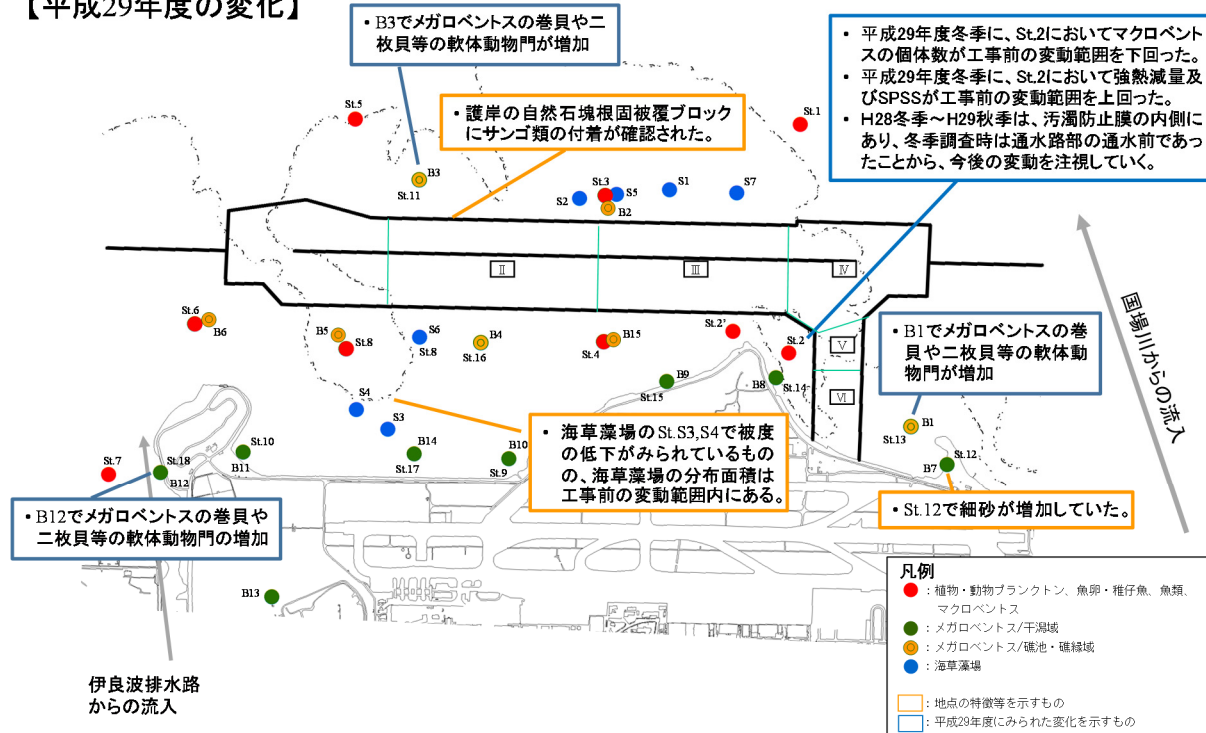 【平成29年度の変化】
・B3でメガロベントスの巻貝や二
枚貝等の軟体動物門が増加
・平成29年度冬季に、St.2においてマクロベント
スの個体数が工事前の変動範囲を下回った。
・平成29年度冬季に、St.2において強熱減量及
びSPSSが工事前の変動範囲を上回った。
・H28冬季～H29秋季は、汚濁防止膜の内側に
あり、冬季調査時は通水路部の通水前であっ
たことから、今後の変動を注視していく。
・護岸の自然石塊根固被覆ブロック
にサンゴ類の付着が確認された。
St.5
St.1
B3
St.11
St.3
S5
S2
B2
S1
S7
Ⅱ
Ⅲ
Ⅳ
Ⅴ
Ⅵ
国場川からの流入
St.6
B6
B5
St.8
S6
St.8
B4
St.16
B15
St.4
St.2'
St.2
B9
St.15
B8
St.14
・B1でメガロベントスの巻
貝や二枚貝等の軟体動
物門が増加
B1
St.13
S4
S3
B14
St.17
B10
St.9
St.10
B11
St.18
B12
St.7
St.12
B7
・海草藻場のSt.S3,S4で被度
の低下がみられているもの
の、海草藻場の分布面積は
工事前の変動範囲内にある。
・St.12で細砂が増加していた。
・B12でメガロベントスの巻貝や
二枚貝等の軟体動物門の増加
B13
伊良波排水路
からの流入
凡例
：植物・動物プランクトン、魚卵・稚仔魚、魚類、
マクロベントス
：メガロベントス/干潟域
：メガロベントス/礁池・礁縁域
：海草藻場
：地点の特徴等を示すもの
：平成29年度にみられた変化を示すもの